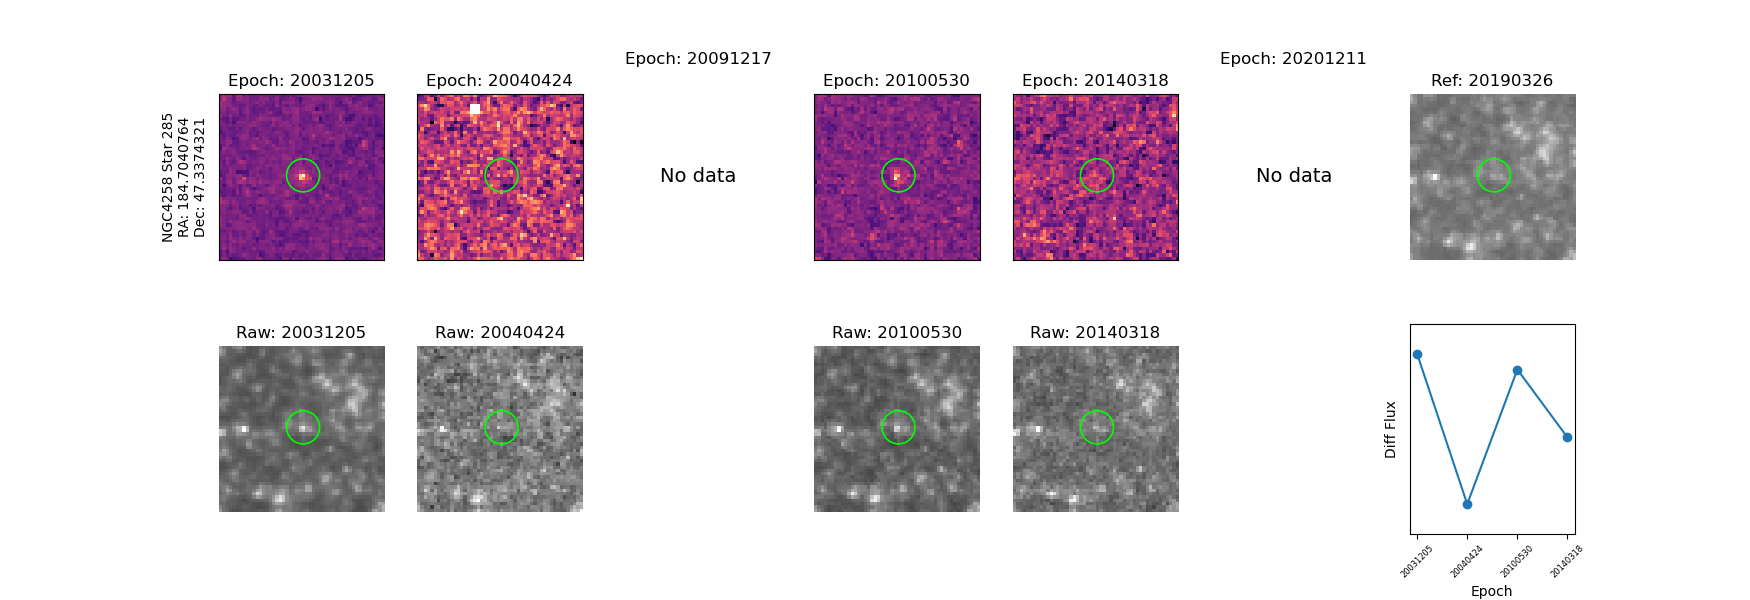 Epoch: 20091217
Epoch: 20201211
Epoch: 20031205
Epoch: 20040424
Epoch: 20100530
Epoch: 20140318
Ref: 20190326
NGC4258 Star 285
RA: 184.7040764
Dec: 47.3374321
No data
No data
Raw: 20031205
Raw: 20040424
Raw: 20100530
Raw: 20140318
Diff Flux
20031205
20040424
20100530
20140318
Epoch